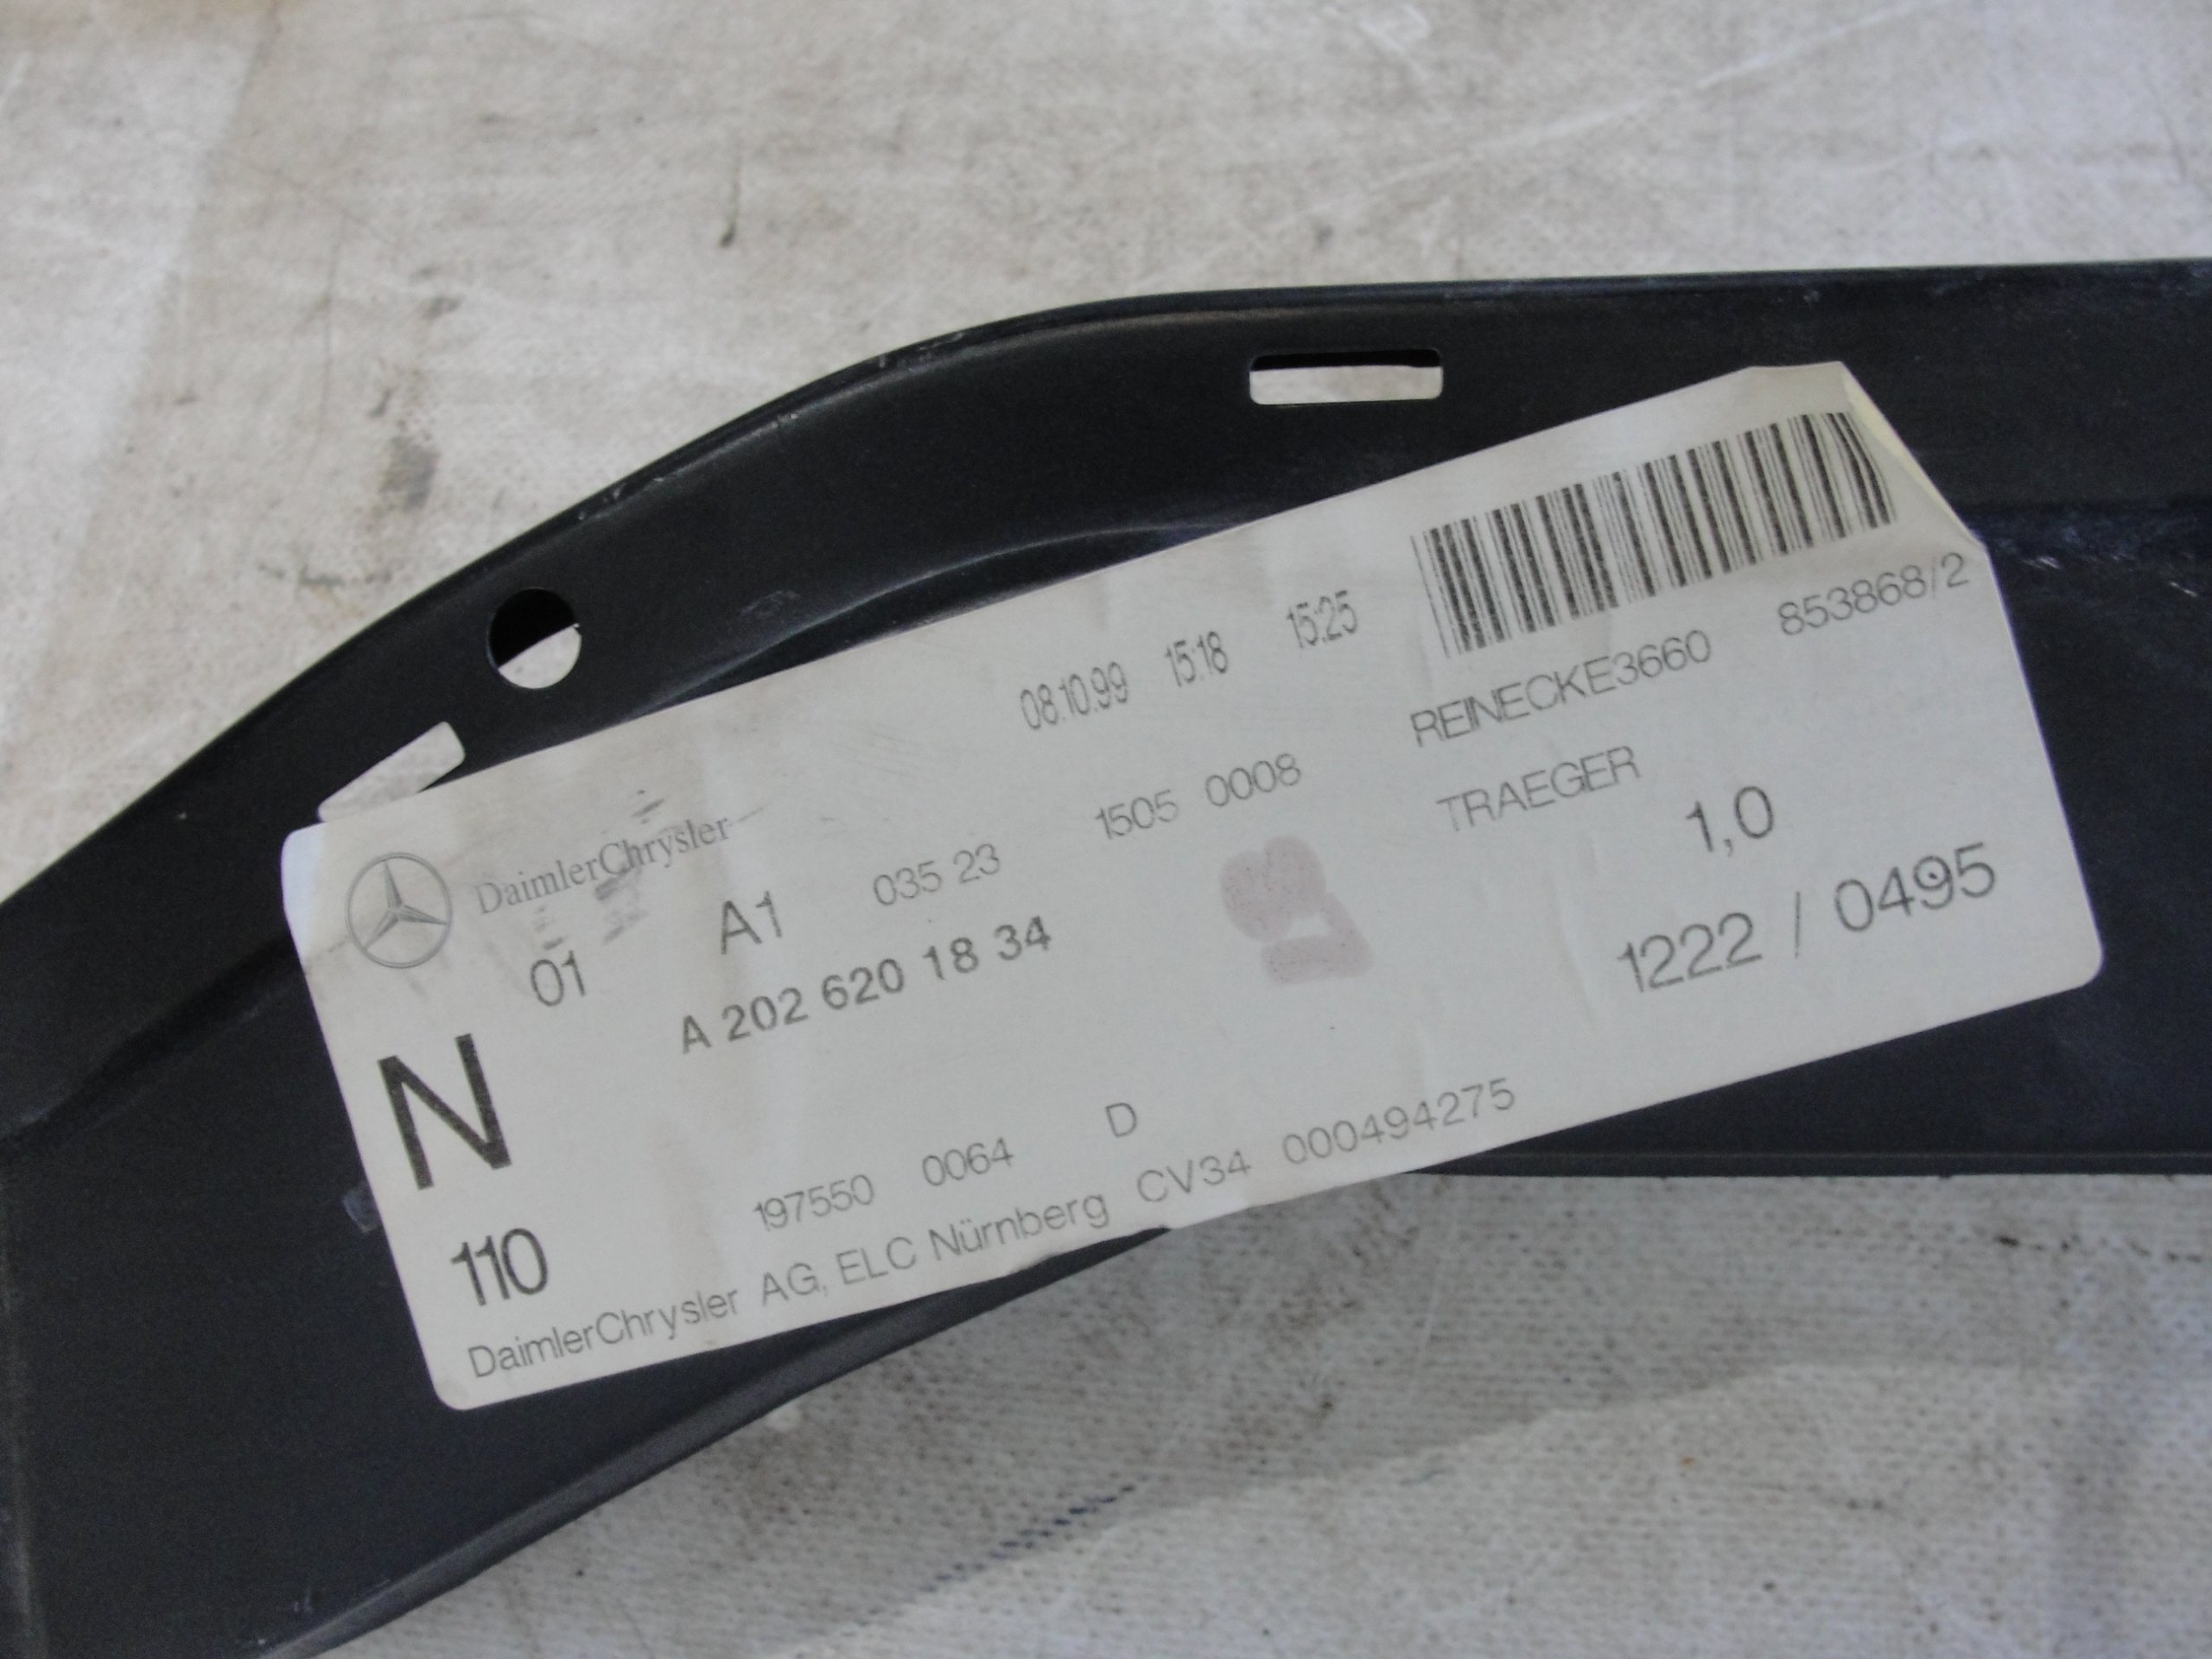 08.10.99 15:18 15:25
REINECKE3660 853868/2
DaimlerChrysler
01 A1 035 23 1505 0008 TRAEGER
A 202 620 18 34 1,0
N 1222 / 0495
110 197550 0064 D
DaimlerChrysler AG, ELC Nürnberg CV34 000494275